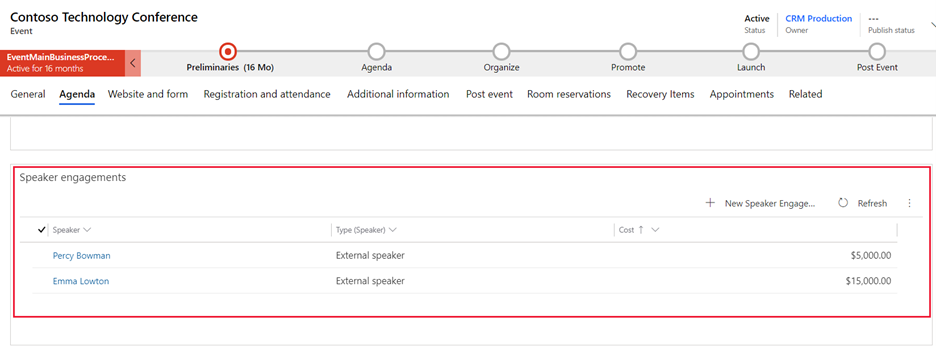 Contoso Technology Conference
Event
Active
Status
CRM Production
Owner
---
Publish status
EventMainBusinessProce...
Active for 16 months
Preliminaries (16 Mo)
Agenda
Organize
Promote
Launch
Post Event
General Agenda Website and form Registration and attendance Additional information Post event Room reservations Recovery Items Appointments Related
Speaker engagements
New Speaker Engage... Refresh
Speaker Type (Speaker) Cost
Percy Bowman External speaker $5,000.00
Emma Lowton External speaker $15,000.00